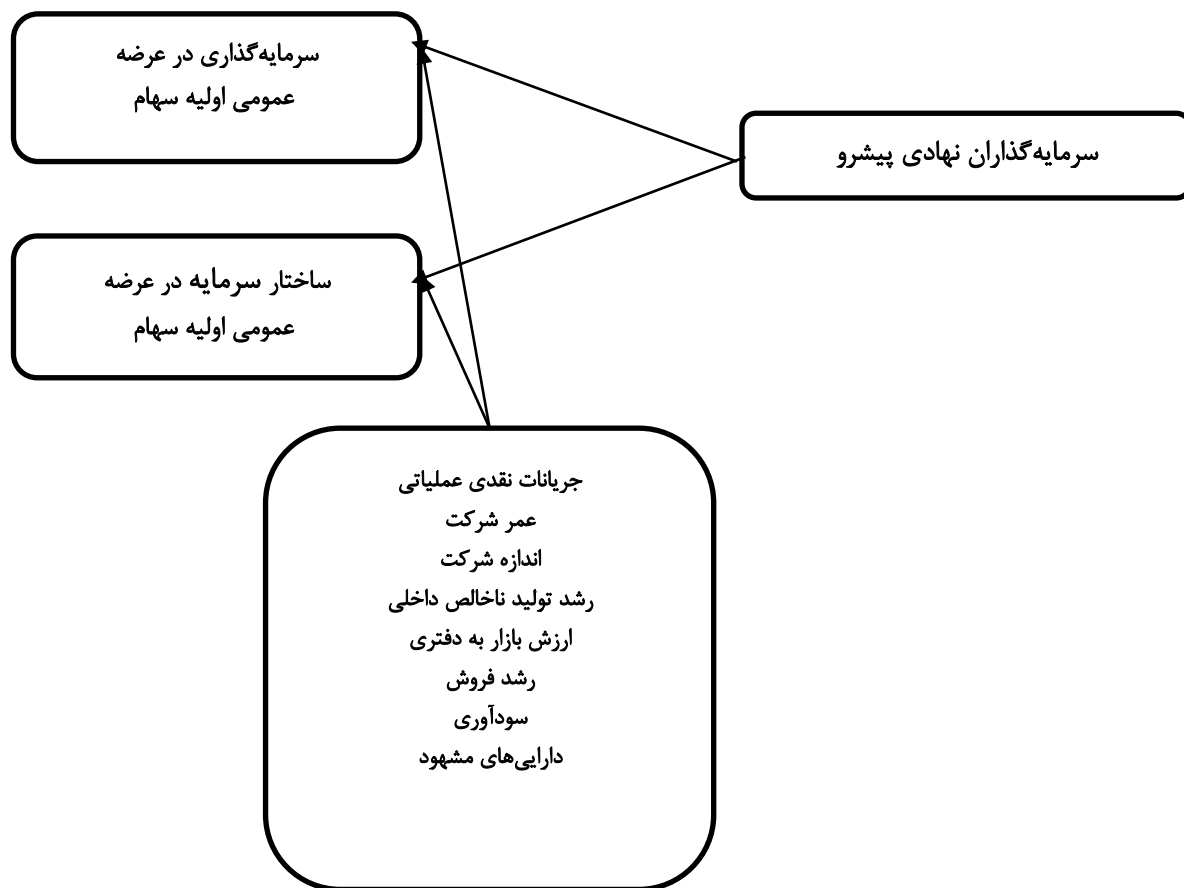 سرمایه‌گذاری در عرضه
عمومی اولیه سهام
سرمایه‌گذاران نهادی پیشرو
ساختار سرمایه در عرضه
عمومی اولیه سهام
جریانات نقدی عملیاتی
عمر شرکت
اندازه شرکت
رشد تولید ناخالص داخلی
ارزش بازار به دفتری
رشد فروش
سودآوری
دارایی‌های مشهود